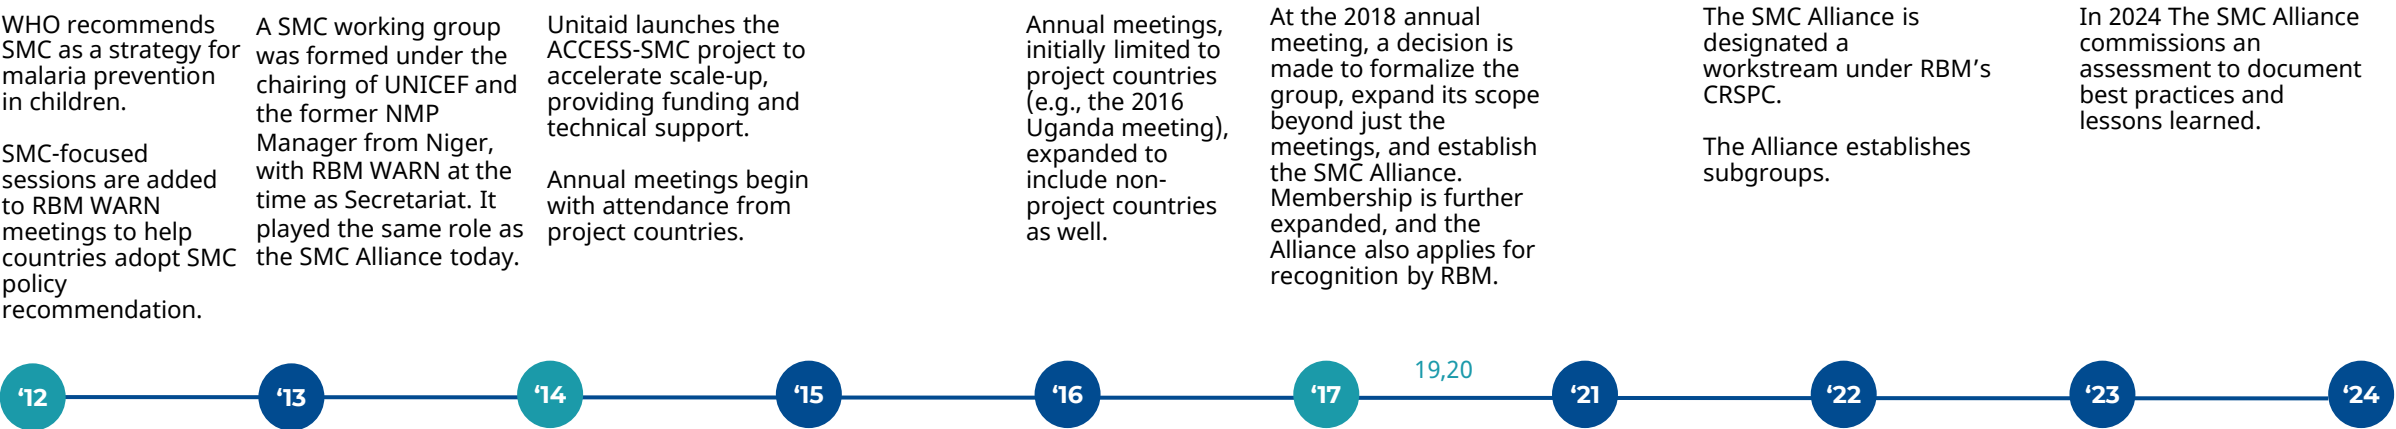 WHO recommends
SMC as a strategy for
malaria prevention
in children.
SMC-focused
sessions are added
to RBM WARN
meetings to help
countries adopt SMC
policy
recommendation.
A SMC working group
was formed under the
chairing of UNICEF and
the former NMP
Manager from Niger,
with RBM WARN at the
time as Secretariat. It
played the same role as
the SMC Alliance today.
Unitaid launches the
ACCESS-SMC project to
accelerate scale-up,
providing funding and
technical support.
Annual meetings begin
with attendance from
project countries.
Annual meetings,
initially limited to
project countries
(e.g., the 2016
Uganda meeting),
expanded to
include non-
project countries
as well.
At the 2018 annual
meeting, a decision is
made to formalize the
group, expand its scope
beyond just the
meetings, and establish
the SMC Alliance.
Membership is further
expanded, and the
Alliance also applies for
recognition by RBM.
The SMC Alliance is
designated a
workstream under RBM’s
CRSPC.
The Alliance establishes
subgroups.
In 2024 The SMC Alliance
commissions an
assessment to document
best practices and
lessons learned.
‘12
‘13
‘14
‘15
‘16
‘17
19,20
‘21
‘22
‘23
‘24